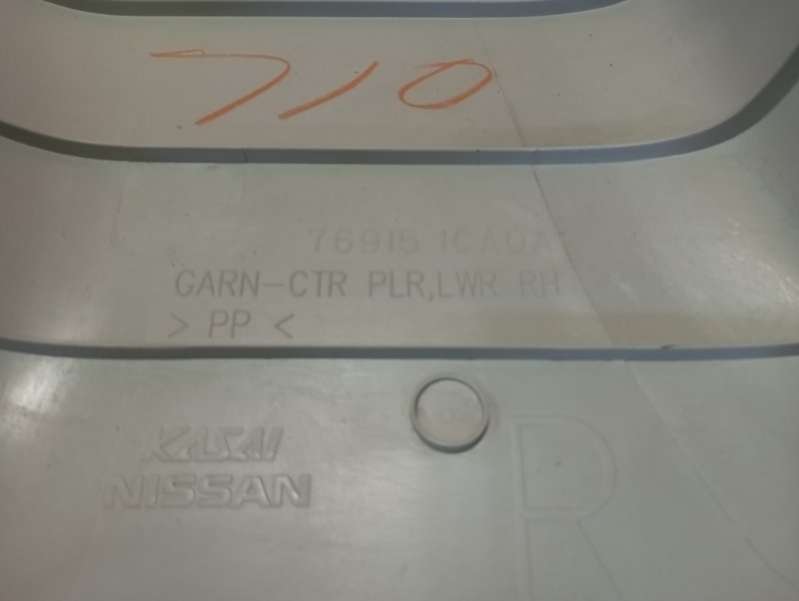 710
76915 1CA0A
GARN-CTR PLR,LWR RH
> PP <
KASAI
NISSAN
R